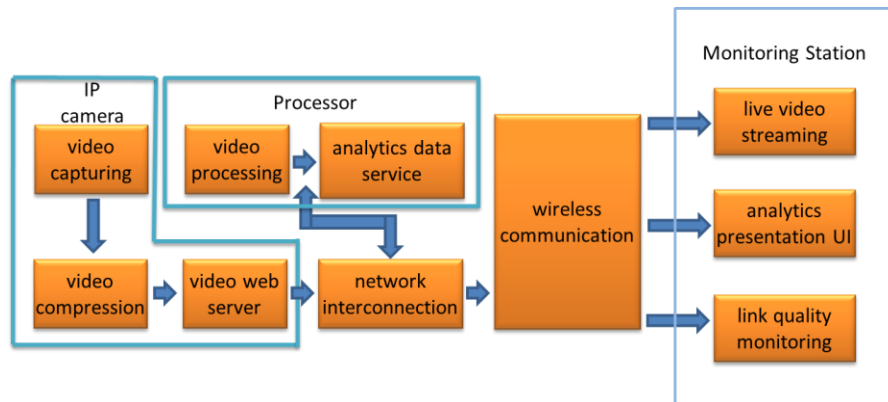 IP
camera
video
capturing
video
compression
video web
server
Processor
video
processing
analytics data
service
network
interconnection
wireless
communication
Monitoring Station
live video
streaming
analytics
presentation UI
link quality
monitoring